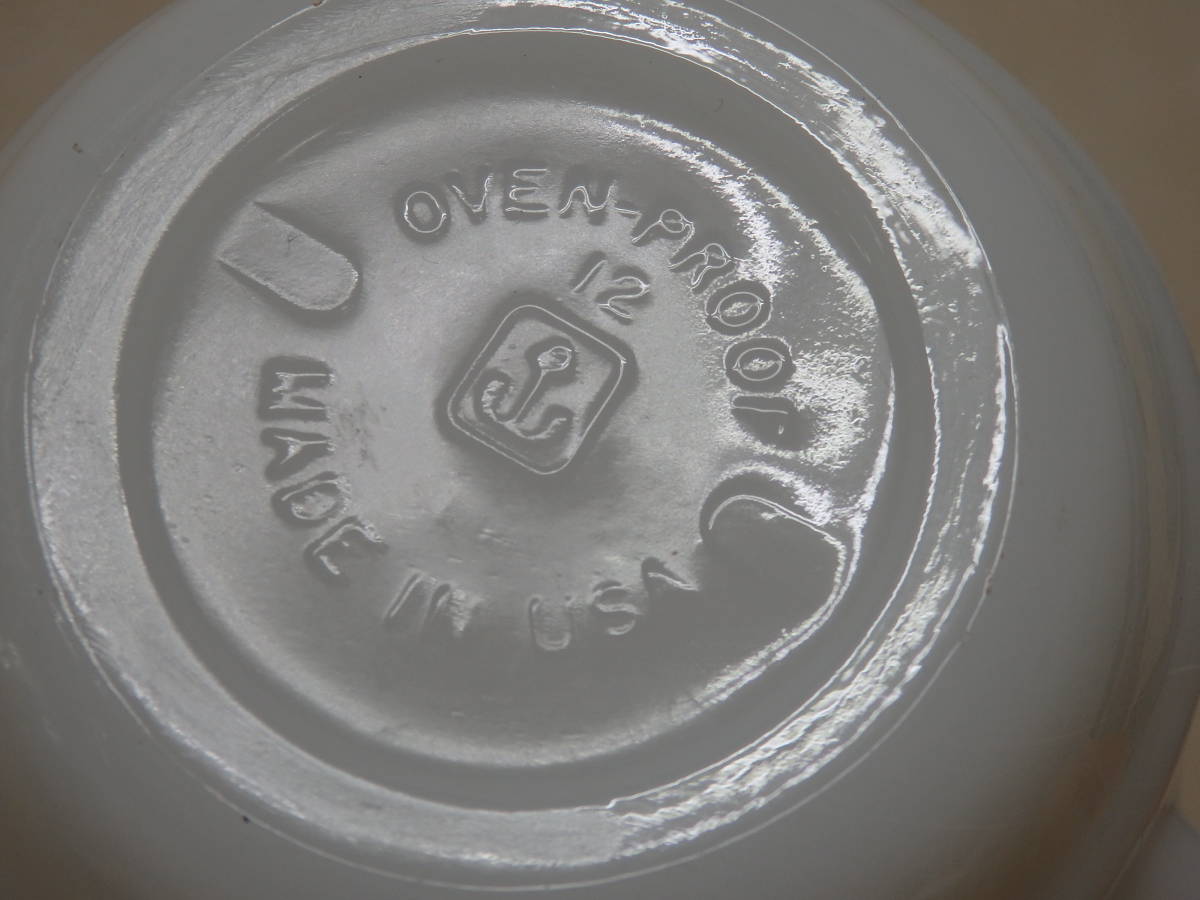 OVEN-PROOF
12
MADE IN USA